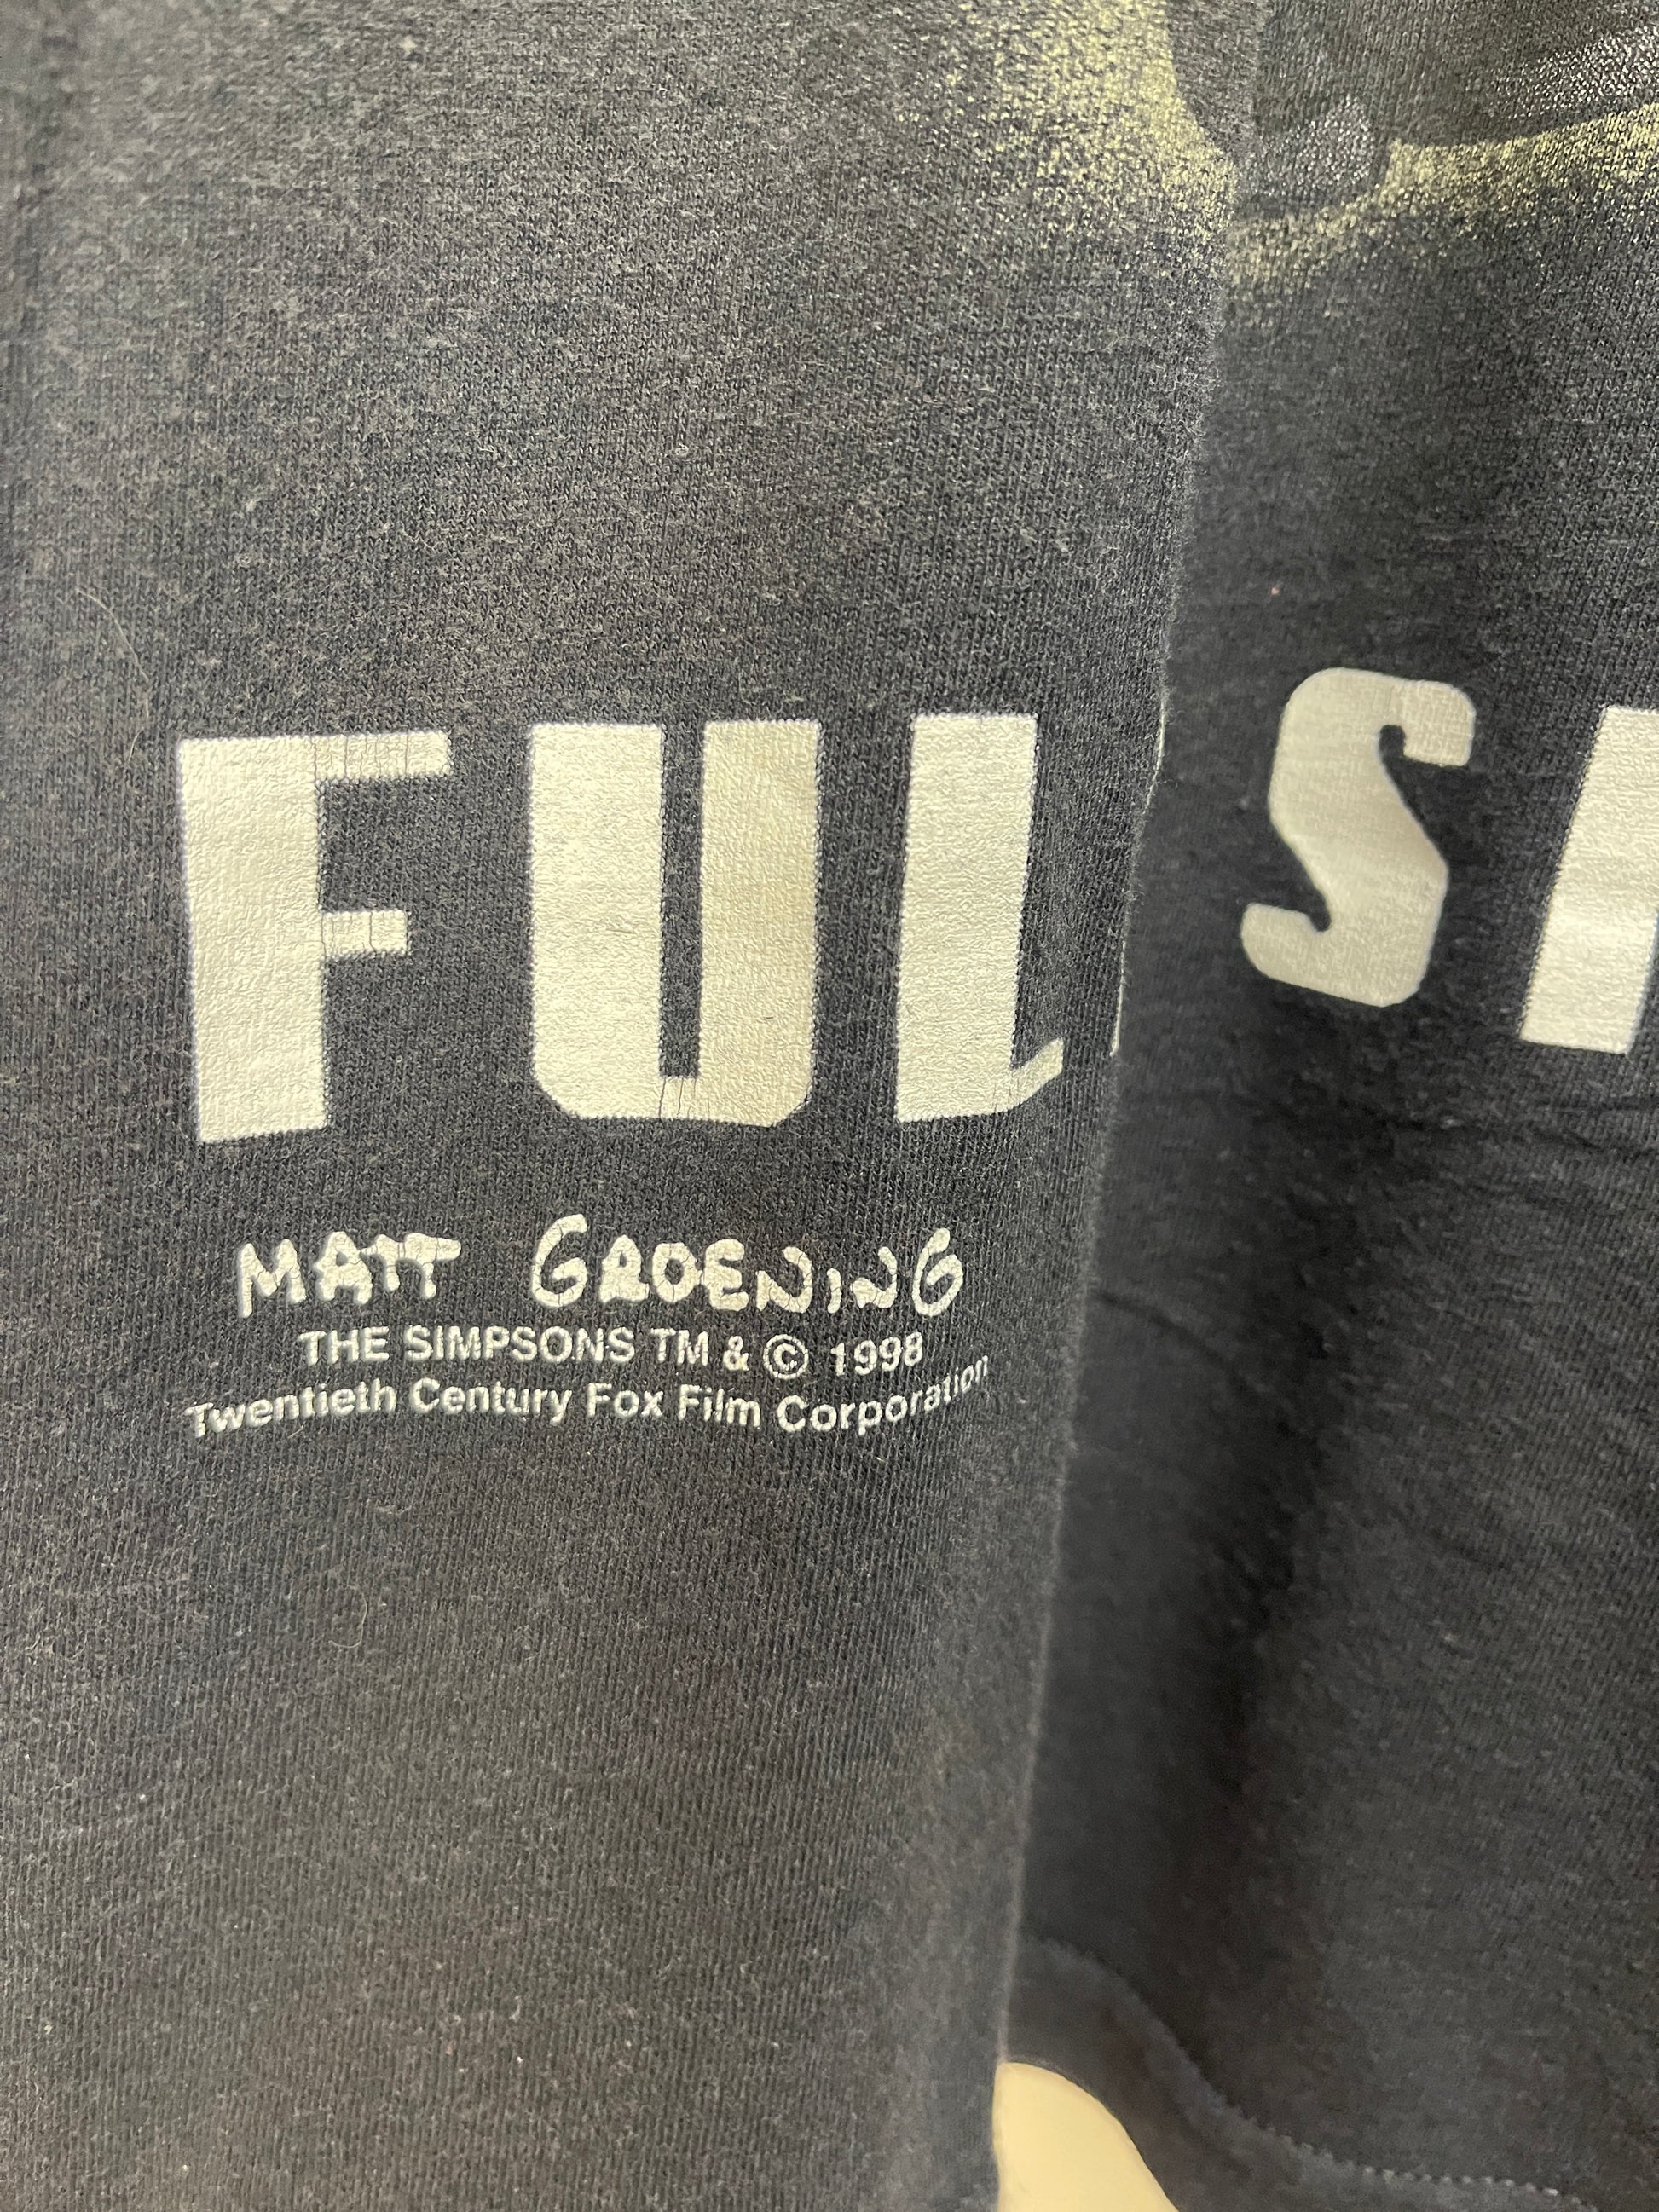 FUL S
MATT GROENING
THE SIMPSONS TM & © 1998
Twentieth Century Fox Film Corporation